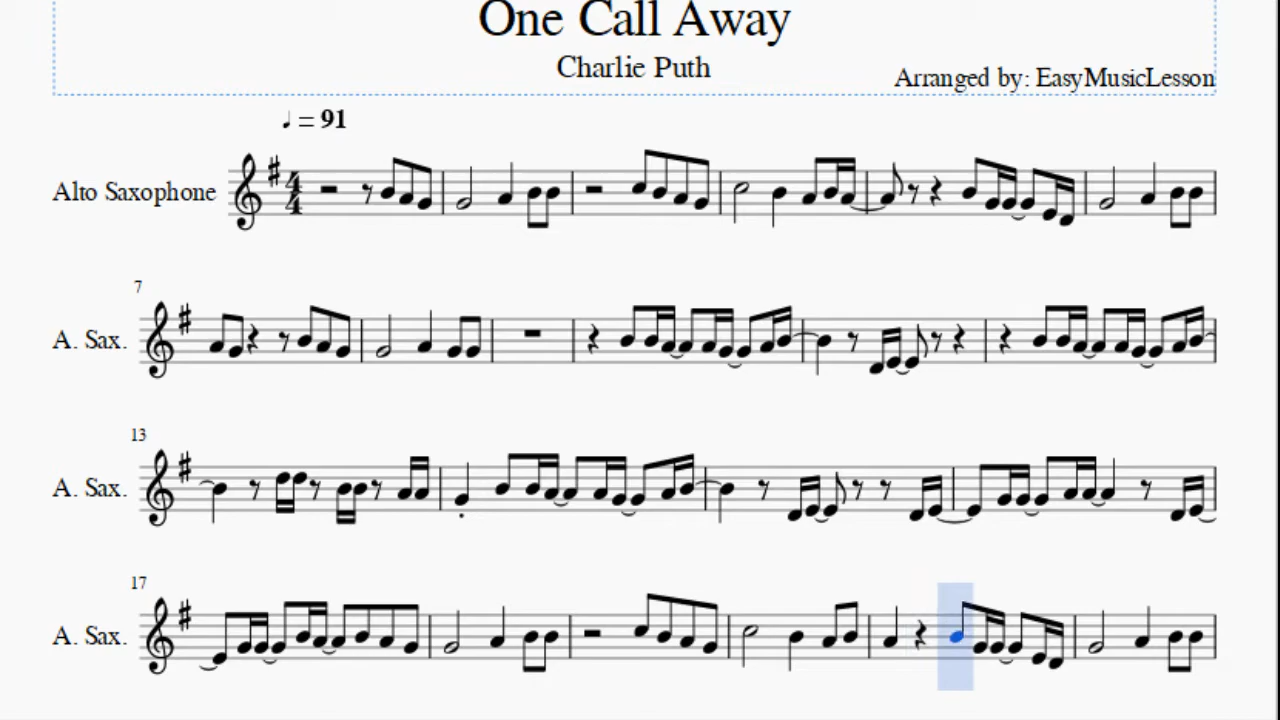 One Call Away
Charlie Puth
Arranged by: EasyMusicLesson
♩ = 91
Alto Saxophone
4
4
7
A. Sax.
13
A. Sax.
17
A. Sax.